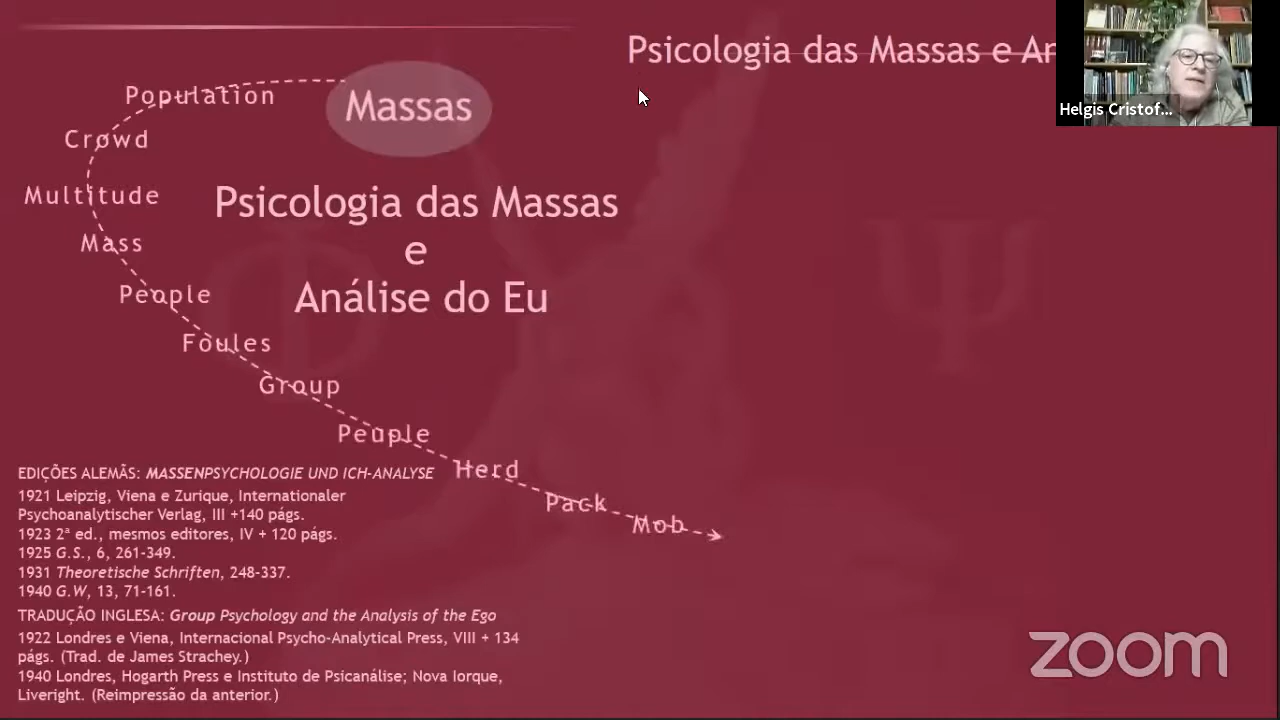 Psicologia das Massas e An
Helgis Cristof...
Massas
Population
Crowd
Multitude
Mass
People
Foules
Group
Peuple
Herd
Pack
Mob
Psicologia das Massas
e
Análise do Eu
EDIÇÕES ALEMÃS: MASSENPSYCHOLOGIE UND ICH-ANALYSE
1921 Leipzig, Viena e Zurique, Internationaler
Psychoanalytischer Verlag, III +140 págs.
1923 2ª ed., mesmos editores, IV + 120 págs.
1925 G.S., 6, 261-349.
1931 Theoretische Schriften, 248-337.
1940 G.W, 13, 71-161.
TRADUÇÃO INGLESA: Group Psychology and the Analysis of the Ego
1922 Londres e Viena, Internacional Psycho-Analytical Press, VIII + 134
págs. (Trad. de James Strachey.)
1940 Londres, Hogarth Press e Instituto de Psicanálise; Nova Iorque,
Liveright. (Reimpressão da anterior.)
Φ
Ψ
zoom